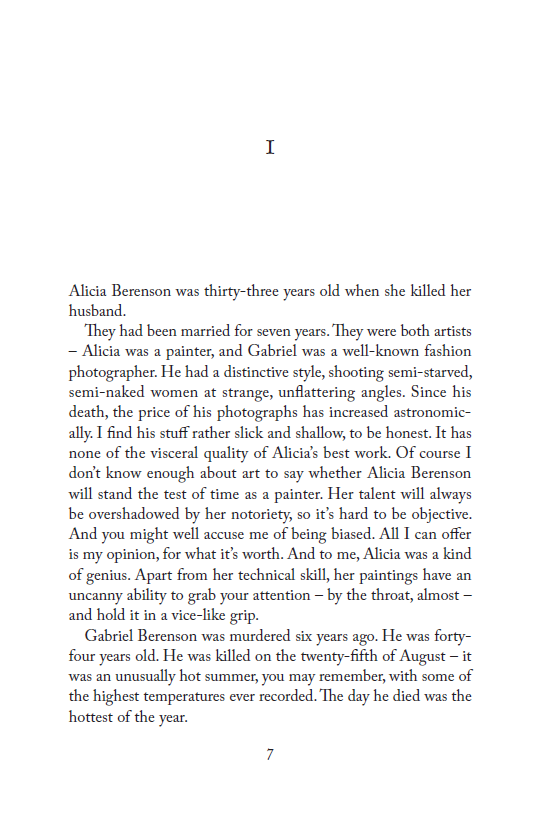 I
Alicia Berenson was thirty-three years old when she killed her
husband.
They had been married for seven years. They were both artists
– Alicia was a painter, and Gabriel was a well-known fashion
photographer. He had a distinctive style, shooting semi-starved,
semi-naked women at strange, unflattering angles. Since his
death, the price of his photographs has increased astronomic-
ally. I find his stuff rather slick and shallow, to be honest. It has
none of the visceral quality of Alicia’s best work. Of course I
don’t know enough about art to say whether Alicia Berenson
will stand the test of time as a painter. Her talent will always
be overshadowed by her notoriety, so it’s hard to be objective.
And you might well accuse me of being biased. All I can offer
is my opinion, for what it’s worth. And to me, Alicia was a kind
of genius. Apart from her technical skill, her paintings have an
uncanny ability to grab your attention – by the throat, almost –
and hold it in a vice-like grip.
Gabriel Berenson was murdered six years ago. He was forty-
four years old. He was killed on the twenty-fifth of August – it
was an unusually hot summer, you may remember, with some of
the highest temperatures ever recorded. The day he died was the
hottest of the year.
7